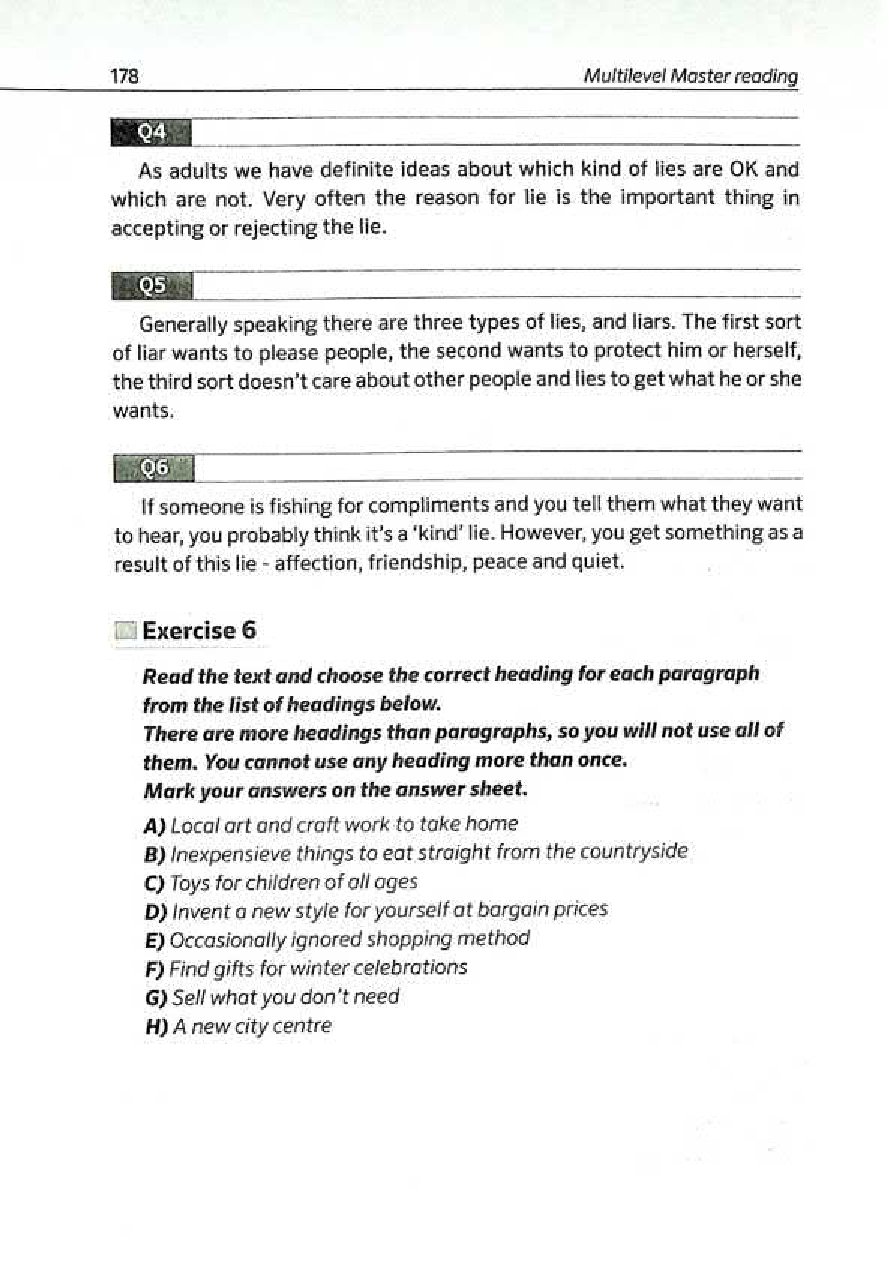 178 Multilevel Master reading
Q4
As adults we have definite ideas about which kind of lies are OK and
which are not. Very often the reason for lie is the important thing in
accepting or rejecting the lie.
Q5
Generally speaking there are three types of lies, and liars. The first sort
of liar wants to please people, the second wants to protect him or herself,
the third sort doesn't care about other people and lies to get what he or she
wants.
Q6
If someone is fishing for compliments and you tell them what they want
to hear, you probably think it's a 'kind' lie. However, you get something as a
result of this lie - affection, friendship, peace and quiet.
Exercise 6
Read the text and choose the correct heading for each paragraph
from the list of headings below.
There are more headings than paragraphs, so you will not use all of
them. You cannot use any heading more than once.
Mark your answers on the answer sheet.
A) Local art and craft work to take home
B) Inexpensieve things to eat straight from the countryside
C) Toys for children of all ages
D) Invent a new style for yourself at bargain prices
E) Occasionally ignored shopping method
F) Find gifts for winter celebrations
G) Sell what you don't need
H) A new city centre